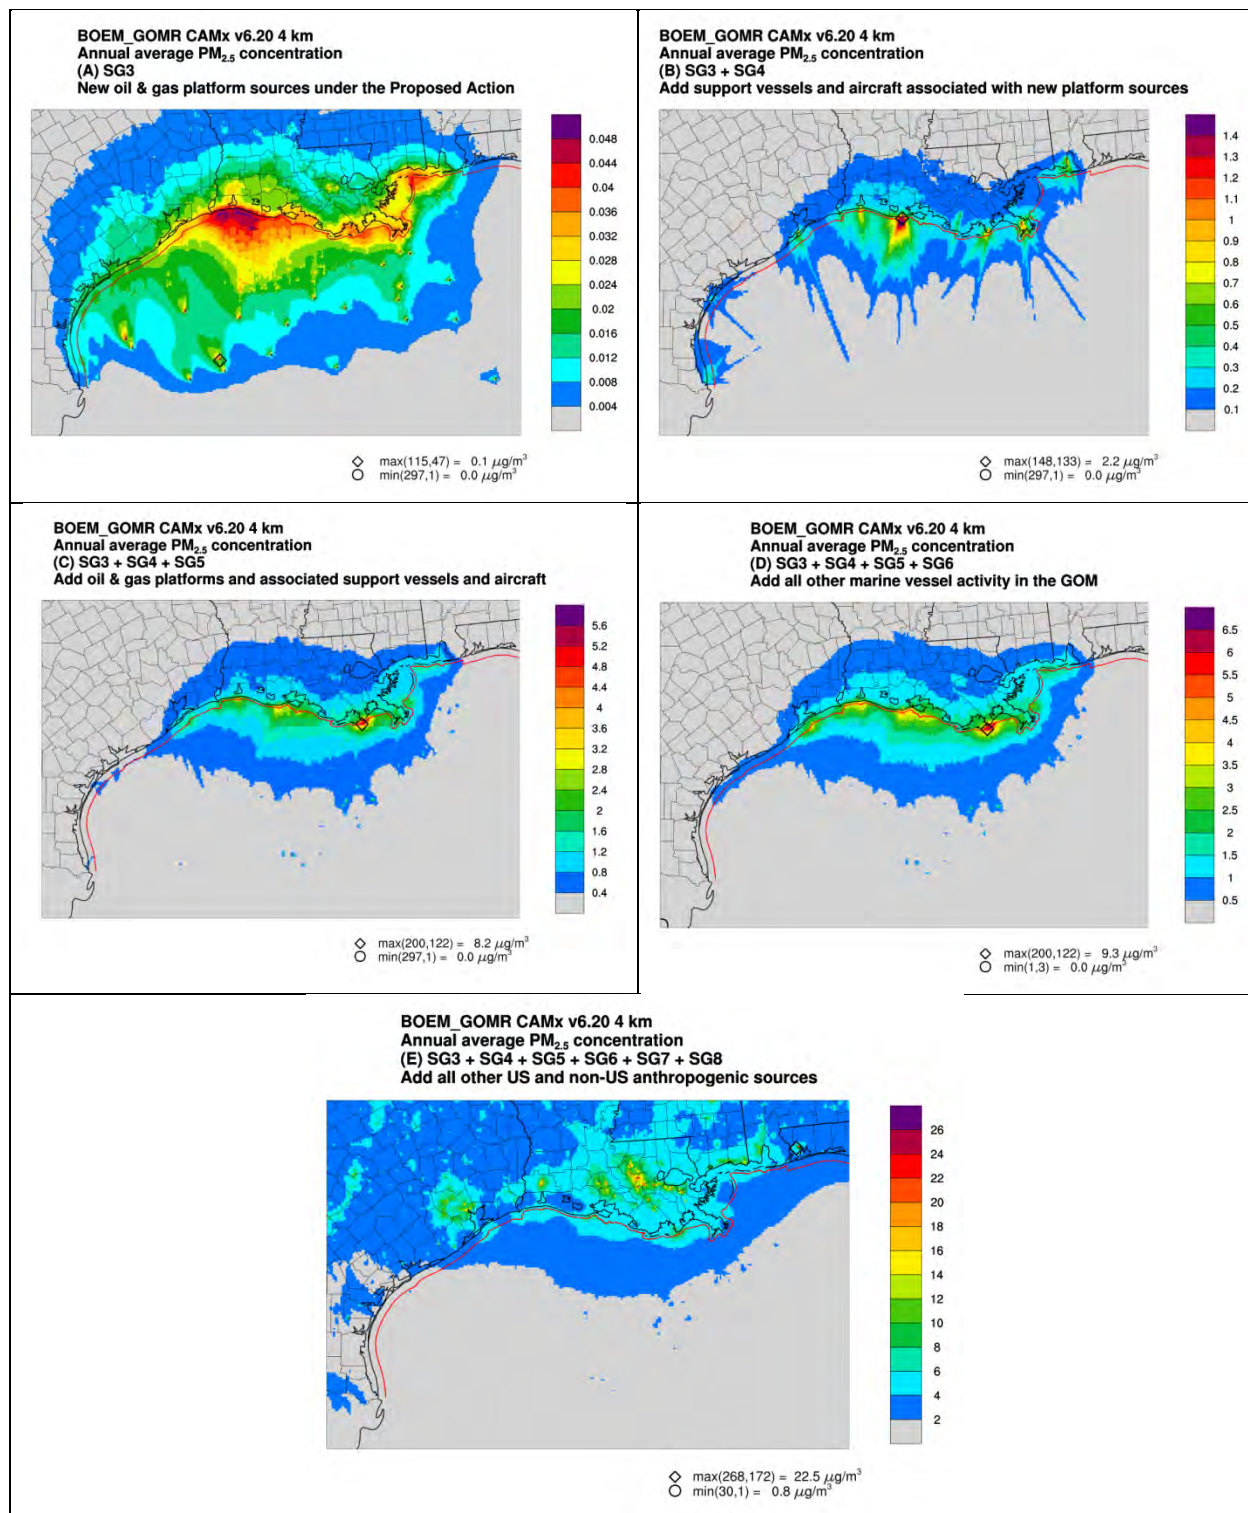 BOEM_GOMR CAMx v6.20 4 km
Annual average PM2.5 concentration
(A) SG3
New oil & gas platform sources under the Proposed Action
0.048
0.044
0.04
0.036
0.032
0.028
0.024
0.02
0.016
0.012
0.008
0.004
max(115,47) = 0.1 µg/m3
min(297,1) = 0.0 µg/m3
BOEM_GOMR CAMx v6.20 4 km
Annual average PM2.5 concentration
(B) SG3 + SG4
Add support vessels and aircraft associated with new platform sources
1.4
1.3
1.2
1.1
1
0.9
0.8
0.7
0.6
0.5
0.4
0.3
0.2
0.1
max(148,133) = 2.2 µg/m3
min(297,1) = 0.0 µg/m3
BOEM_GOMR CAMx v6.20 4 km
Annual average PM2.5 concentration
(C) SG3 + SG4 + SG5
Add oil & gas platforms and associated support vessels and aircraft
5.6
5.2
4.8
4.4
4
3.6
3.2
2.8
2.4
2
1.6
1.2
0.8
0.4
max(200,122) = 8.2 µg/m3
min(297,1) = 0.0 µg/m3
BOEM_GOMR CAMx v6.20 4 km
Annual average PM2.5 concentration
(D) SG3 + SG4 + SG5 + SG6
Add all other marine vessel activity in the GOM
6.5
6
5.5
5
4.5
4
3.5
3
2.5
2
1.5
1
0.5
max(200,122) = 9.3 µg/m3
min(1,3) = 0.0 µg/m3
BOEM_GOMR CAMx v6.20 4 km
Annual average PM2.5 concentration
(E) SG3 + SG4 + SG5 + SG6 + SG7 + SG8
Add all other US and non-US anthropogenic sources
26
24
22
20
18
16
14
12
10
8
6
4
2
max(268,172) = 22.5 µg/m3
min(30,1) = 0.8 µg/m3